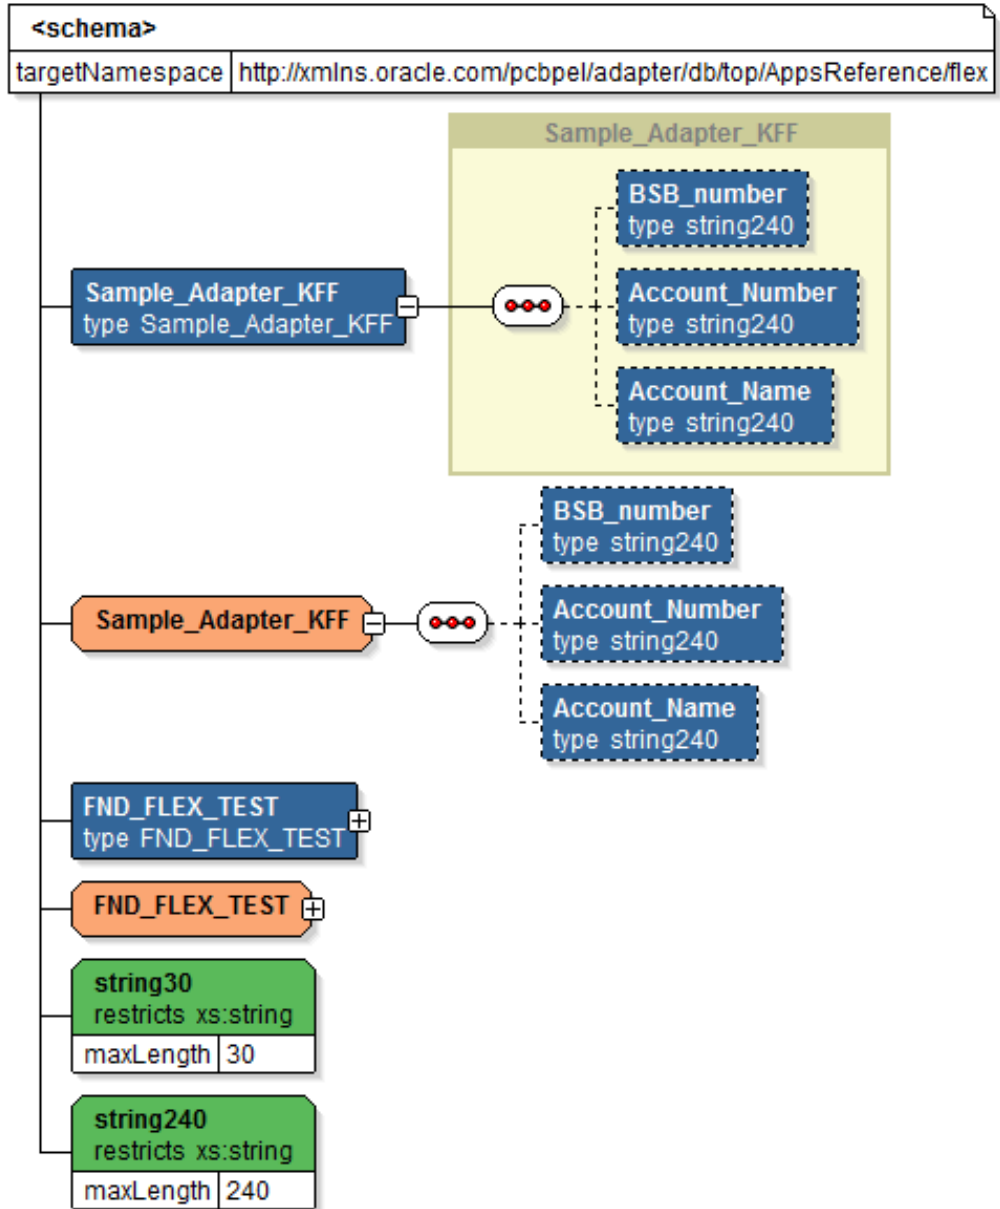 <schema>
targetNamespace http://xmlns.oracle.com/pcbpel/adapter/db/top/AppsReference/flex
Sample_Adapter_KFF
BSB_number
type string240
Sample_Adapter_KFF
type Sample_Adapter_KFF
Account_Number
type string240
Account_Name
type string240
BSB_number
type string240
Sample_Adapter_KFF
Account_Number
type string240
Account_Name
type string240
FND_FLEX_TEST
type FND_FLEX_TEST
FND_FLEX_TEST
string30
restricts xs:string
maxLength 30
string240
restricts xs:string
maxLength 240